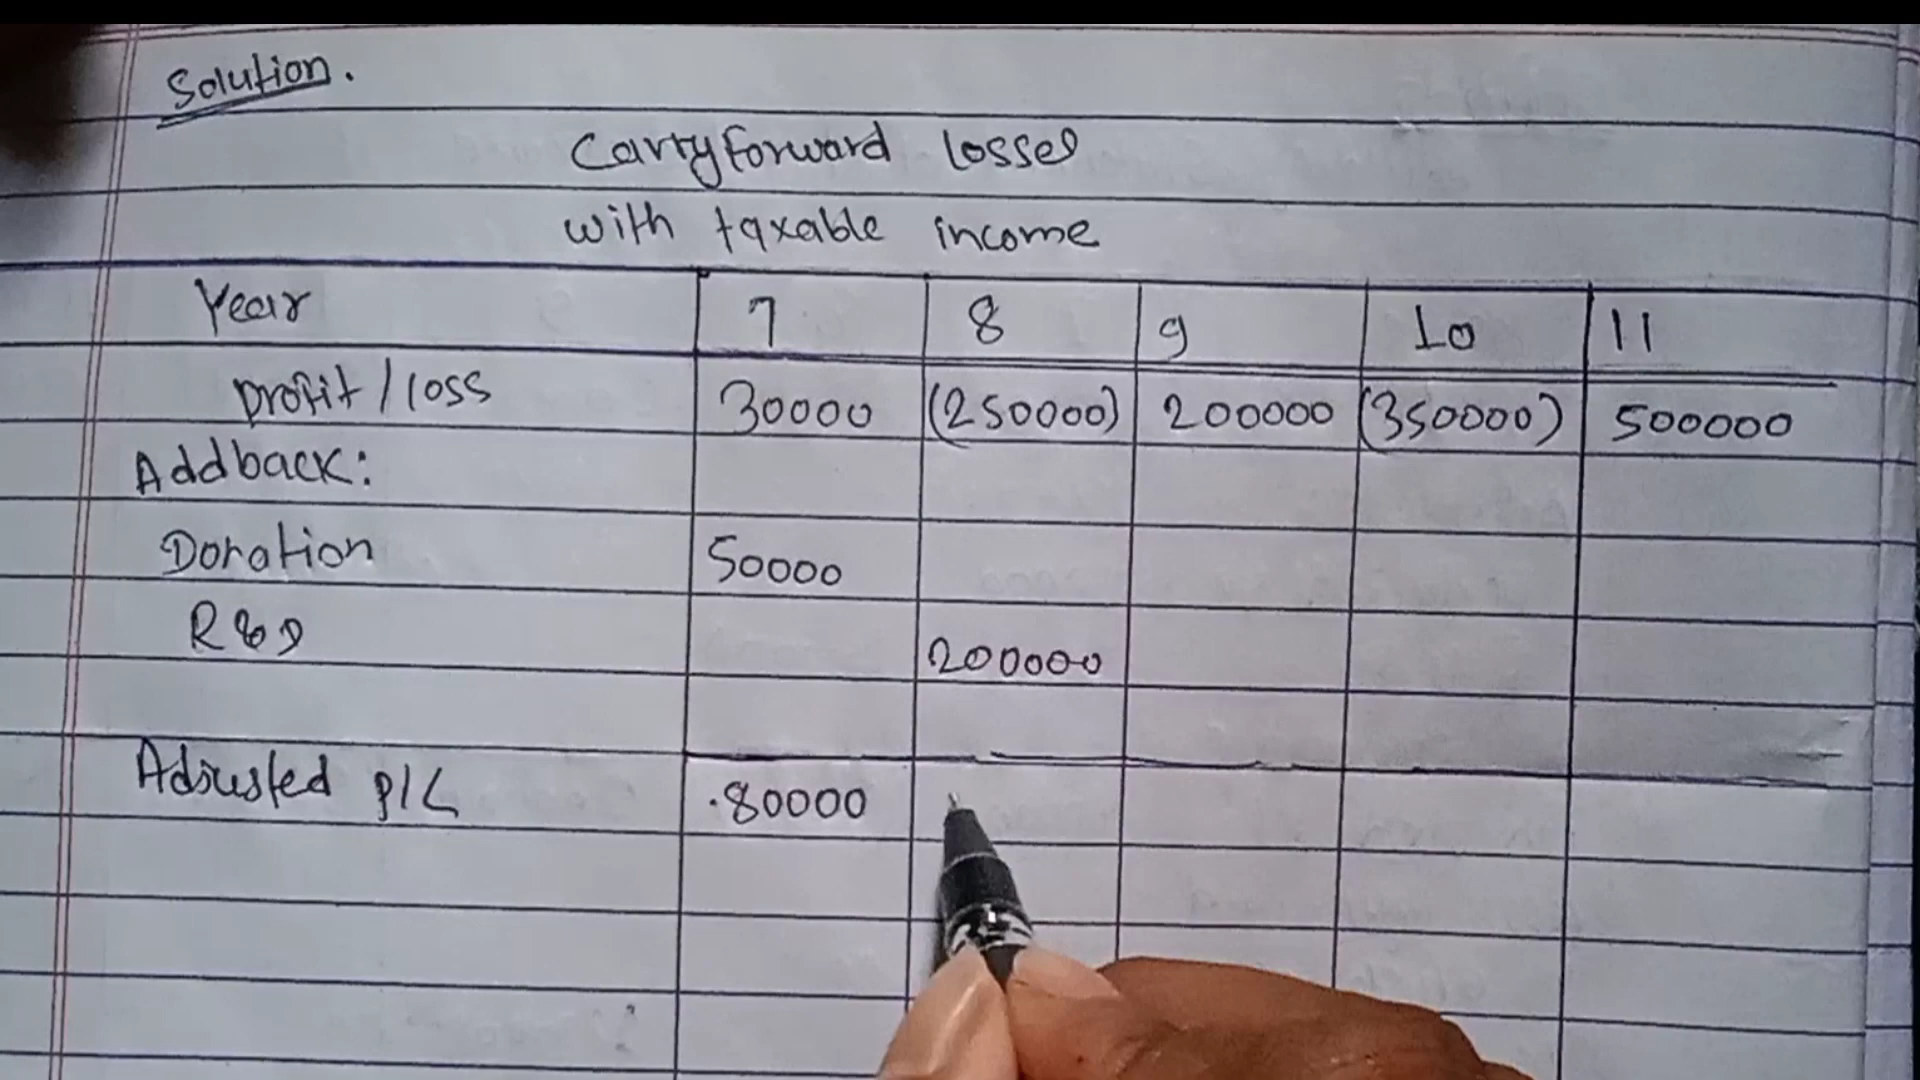 Solution.
Carryforward losses
with taxable income
Year 7 8 9 10 11
Profit/loss 30000 (250000) 200000 (350000) 500000
Addback:
Donation 50000
R&D 200000
Adjusted P/L 80000